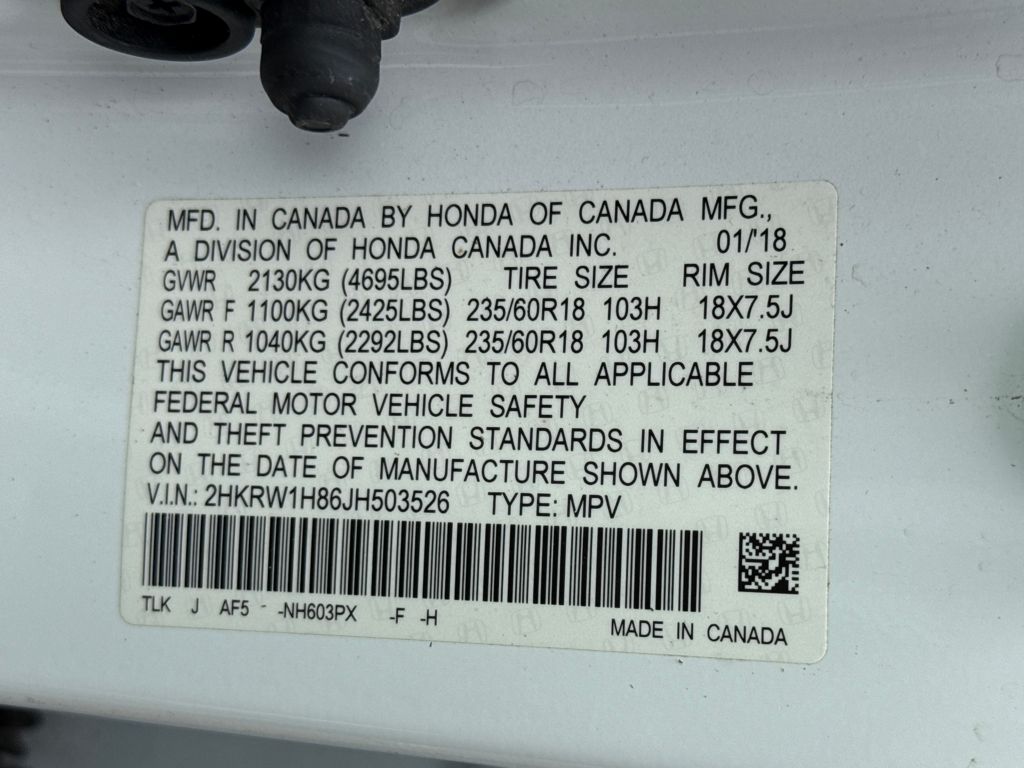 MFD. IN CANADA BY HONDA OF CANADA MFG.,
A DIVISION OF HONDA CANADA INC. 01/'18
GVWR 2130KG (4695LBS) TIRE SIZE RIM SIZE
GAWR F 1100KG (2425LBS) 235/60R18 103H 18X7.5J
GAWR R 1040KG (2292LBS) 235/60R18 103H 18X7.5J
THIS VEHICLE CONFORMS TO ALL APPLICABLE
FEDERAL MOTOR VEHICLE SAFETY
AND THEFT PREVENTION STANDARDS IN EFFECT
ON THE DATE OF MANUFACTURE SHOWN ABOVE.
V.I.N.: 2HKRW1H86JH503526 TYPE: MPV
TLK J AF5 -NH603PX -F -H
MADE IN CANADA